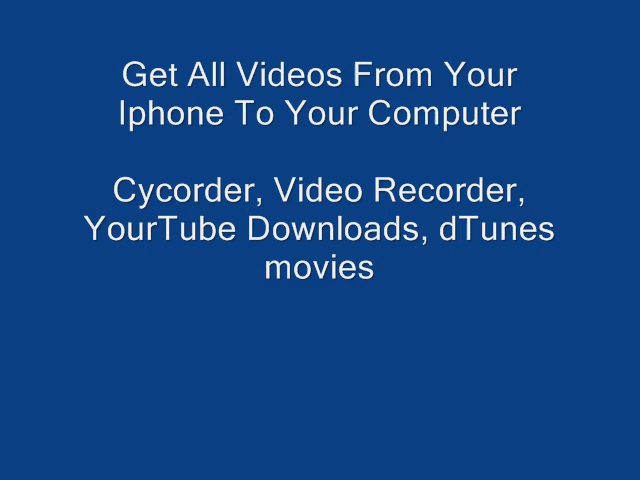 Get All Videos From Your
Iphone To Your Computer
Cycorder, Video Recorder,
YourTube Downloads, dTunes
movies